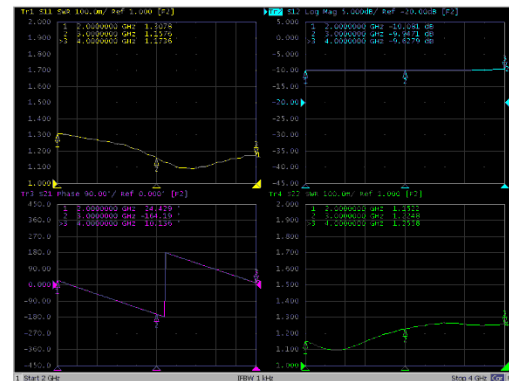 Tr1 S11 SWR 100.0m/ Ref 1.000 [F2]
1 2.0000000 GHz 1.3078
2 3.0000000 GHz 1.1576
>3 4.0000000 GHz 1.1736
2.000
1.900
1.800
1.700
1.600
1.500
1.400
1.300
1.200
1.100
1.000
Tr2 S12 Log Mag 5.000dB/ Ref -20.00dB [F2]
1 2.0000000 GHz -10.081 dB
2 3.0000000 GHz -9.9471 dB
>3 4.0000000 GHz -9.6279 dB
5.000
0.000
-5.000
-10.00
-15.00
-20.00
-25.00
-30.00
-35.00
-40.00
-45.00
Tr3 S21 Phase 90.00°/ Ref 0.000° [F2]
1 2.0000000 GHz 24.429 °
2 3.0000000 GHz -164.19 °
>3 4.0000000 GHz 10.136 °
450.0
360.0
270.0
180.0
90.00
0.000
-90.00
-180.0
-270.0
-360.0
-450.0
Tr4 S22 SWR 100.0m/ Ref 1.000 [F2]
1 2.0000000 GHz
2 3.0000000 GHz
>3 4.0000000 GHz
2.000
1.900
1.800
1.700
1.600
1.500
1.400
1.300
1.200
1.100
1.000
1 Start 2 GHz
IFBW 1 kHz
Stop 4 GHz Cor